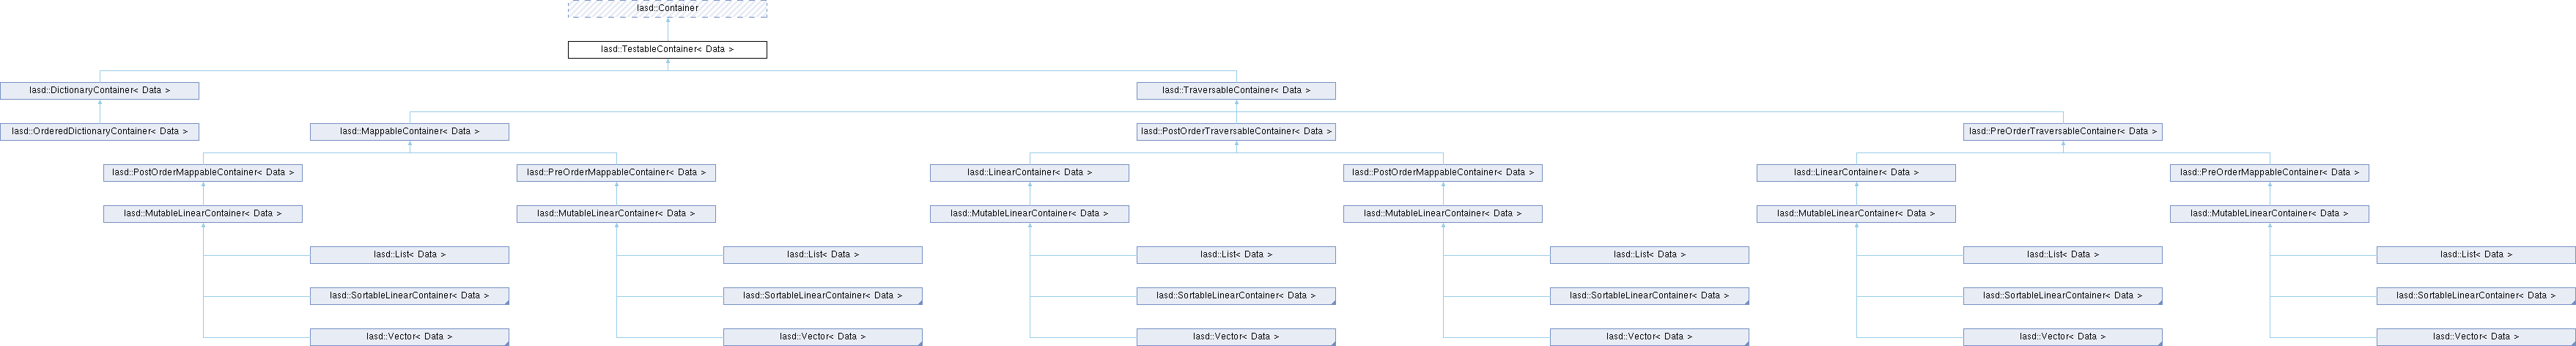 lasd::Container
lasd::TestableContainer< Data >
lasd::DictionaryContainer< Data >
lasd::TraversableContainer< Data >
lasd::OrderedDictionaryContainer< Data >
lasd::MappableContainer< Data >
lasd::PostOrderTraversableContainer< Data >
lasd::PreOrderTraversableContainer< Data >
lasd::PostOrderMappableContainer< Data >
lasd::PreOrderMappableContainer< Data >
lasd::LinearContainer< Data >
lasd::PostOrderMappableContainer< Data >
lasd::LinearContainer< Data >
lasd::PreOrderMappableContainer< Data >
lasd::MutableLinearContainer< Data >
lasd::MutableLinearContainer< Data >
lasd::MutableLinearContainer< Data >
lasd::MutableLinearContainer< Data >
lasd::MutableLinearContainer< Data >
lasd::MutableLinearContainer< Data >
lasd::List< Data >
lasd::List< Data >
lasd::List< Data >
lasd::List< Data >
lasd::List< Data >
lasd::List< Data >
lasd::SortableLinearContainer< Data >
lasd::SortableLinearContainer< Data >
lasd::SortableLinearContainer< Data >
lasd::SortableLinearContainer< Data >
lasd::SortableLinearContainer< Data >
lasd::SortableLinearContainer< Data >
lasd::Vector< Data >
lasd::Vector< Data >
lasd::Vector< Data >
lasd::Vector< Data >
lasd::Vector< Data >
lasd::Vector< Data >